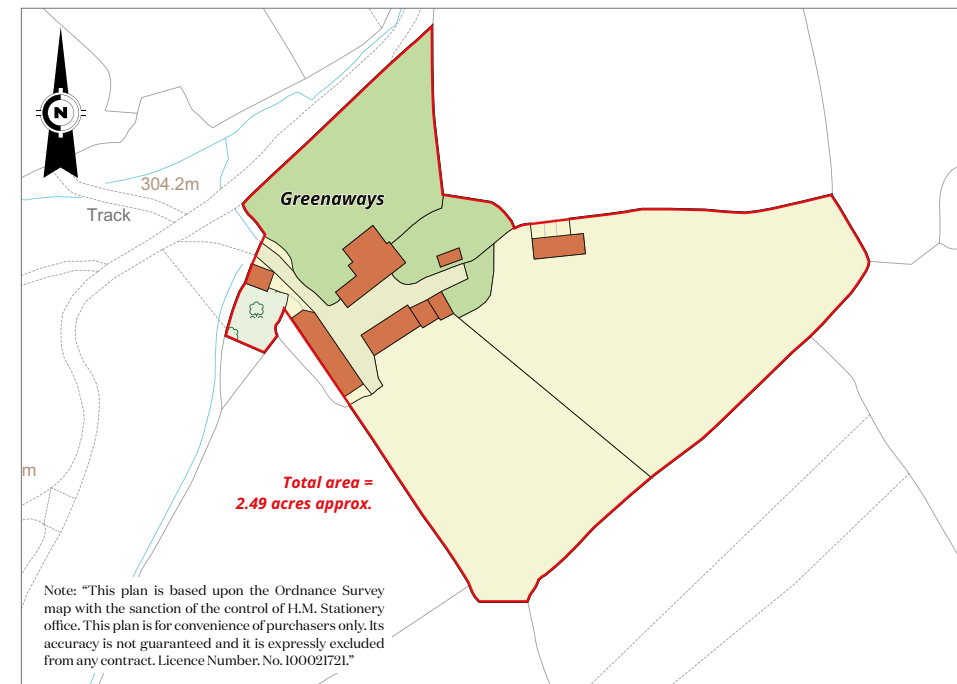 N
304.2m
Track
Greenaways
m
Total area =
2.49 acres approx.
Note: “This plan is based upon the Ordnance Survey
map with the sanction of the control of H.M. Stationery
office. This plan is for convenience of purchasers only. Its
accuracy is not guaranteed and it is expressly excluded
from any contract. Licence Number. No. 100021721.”